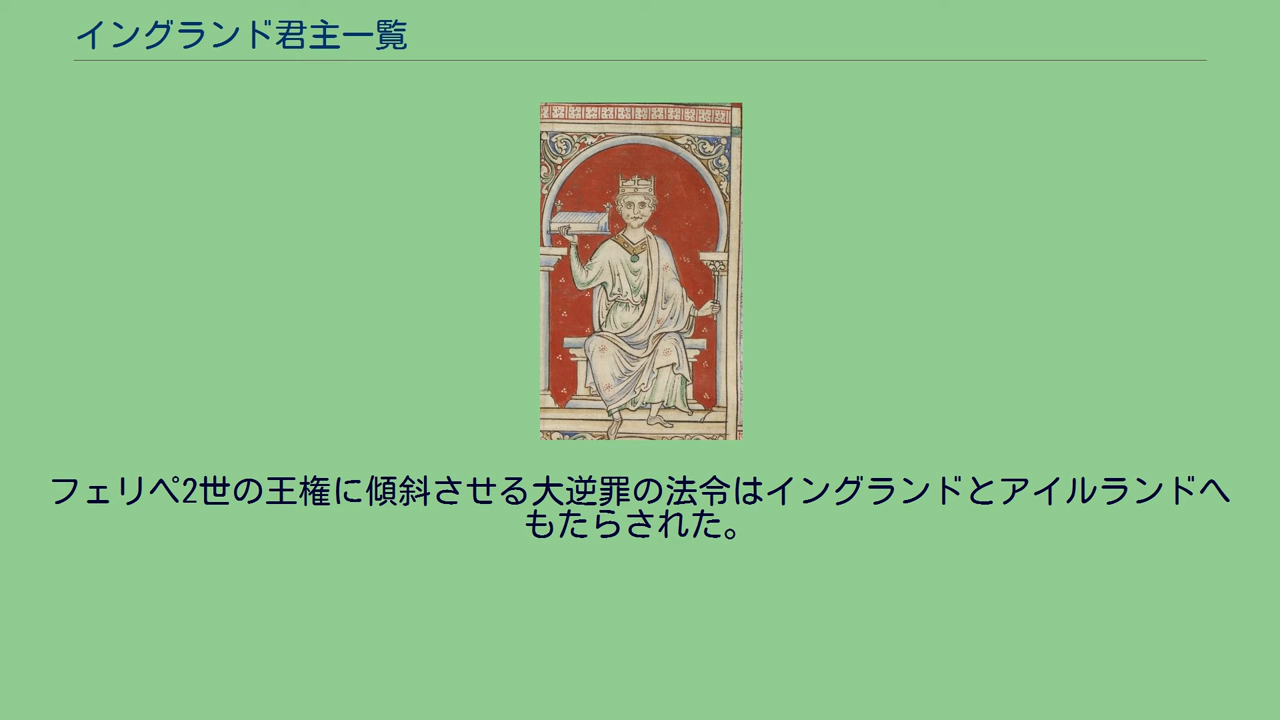 イングランド君主一覧
フェリペ2世の王権に傾斜させる大逆罪の法令はイングランドとアイルランドへ
もたらされた。